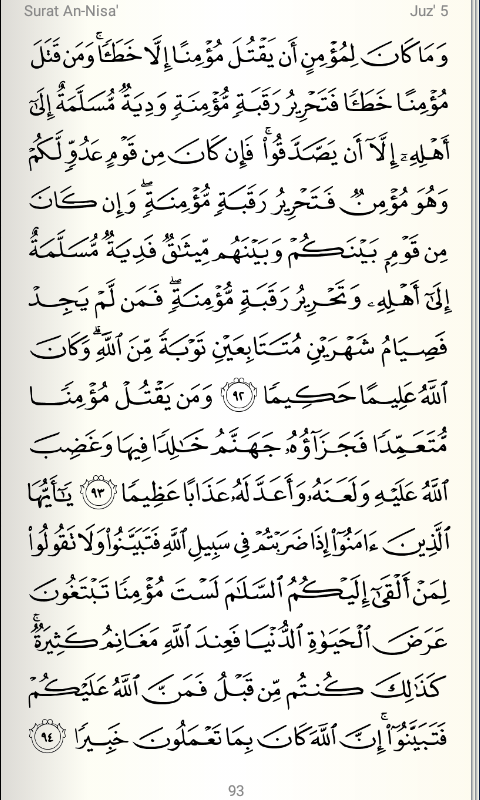 Surat An-Nisa' Juz' 5
وَمَا كَانَ لِمُؤْمِنٍ أَن يَقْتُلَ مُؤْمِنًا إِلَّا خَطَـًٔا ۚ وَمَن قَتَلَ
مُؤْمِنًا خَطَـًٔا فَتَحْرِيرُ رَقَبَةٍ مُّؤْمِنَةٍ وَدِيَةٌ مُّسَلَّمَةٌ إِلَىٰٓ
أَهْلِهِۦٓ إِلَّآ أَن يَصَّدَّقُوا۟ ۚ فَإِن كَانَ مِن قَوْمٍ عَدُوٍّ لَّكُمْ
وَهُوَ مُؤْمِنٌ فَتَحْرِيرُ رَقَبَةٍ مُّؤْمِنَةٍ ۖ وَإِن كَانَ
مِن قَوْمٍۭ بَيْنَكُمْ وَبَيْنَهُم مِّيثَـٰقٌ فَدِيَةٌ مُّسَلَّمَةٌ
إِلَىٰٓ أَهْلِهِۦ وَتَحْرِيرُ رَقَبَةٍ مُّؤْمِنَةٍ ۖ فَمَن لَّمْ يَجِدْ
فَصِيَامُ شَهْرَيْنِ مُتَتَابِعَيْنِ تَوْبَةً مِّنَ ٱللَّهِ ۗ وَكَانَ
ٱللَّهُ عَلِيمًا حَكِيمًا ٩٢ وَمَن يَقْتُلْ مُؤْمِنًا
مُّتَعَمِّدًا فَجَزَآؤُهُۥ جَهَنَّمُ خَـٰلِدًا فِيهَا وَغَضِبَ
ٱللَّهُ عَلَيْهِ وَلَعَنَهُۥ وَأَعَدَّ لَهُۥ عَذَابًا عَظِيمًا ٩٣ يَـٰٓأَيُّهَا
ٱلَّذِينَ ءَامَنُوٓا۟ إِذَا ضَرَبْتُمْ فِى سَبِيلِ ٱللَّهِ فَتَبَيَّنُوا۟ وَلَا تَقُولُوا۟
لِمَنْ أَلْقَىٰٓ إِلَيْكُمُ ٱلسَّلَـٰمَ لَسْتَ مُؤْمِنًا تَبْتَغُونَ
عَرَضَ ٱلْحَيَوٰةِ ٱلدُّنْيَا فَعِندَ ٱللَّهِ مَغَانِمُ كَثِيرَةٌ ۚ
كَذَٰلِكَ كُنتُم مِّن قَبْلُ فَمَنَّ ٱللَّهُ عَلَيْكُمْ
فَتَبَيَّنُوٓا۟ ۚ إِنَّ ٱللَّهَ كَانَ بِمَا تَعْمَلُونَ خَبِيرًا ٩٤
93